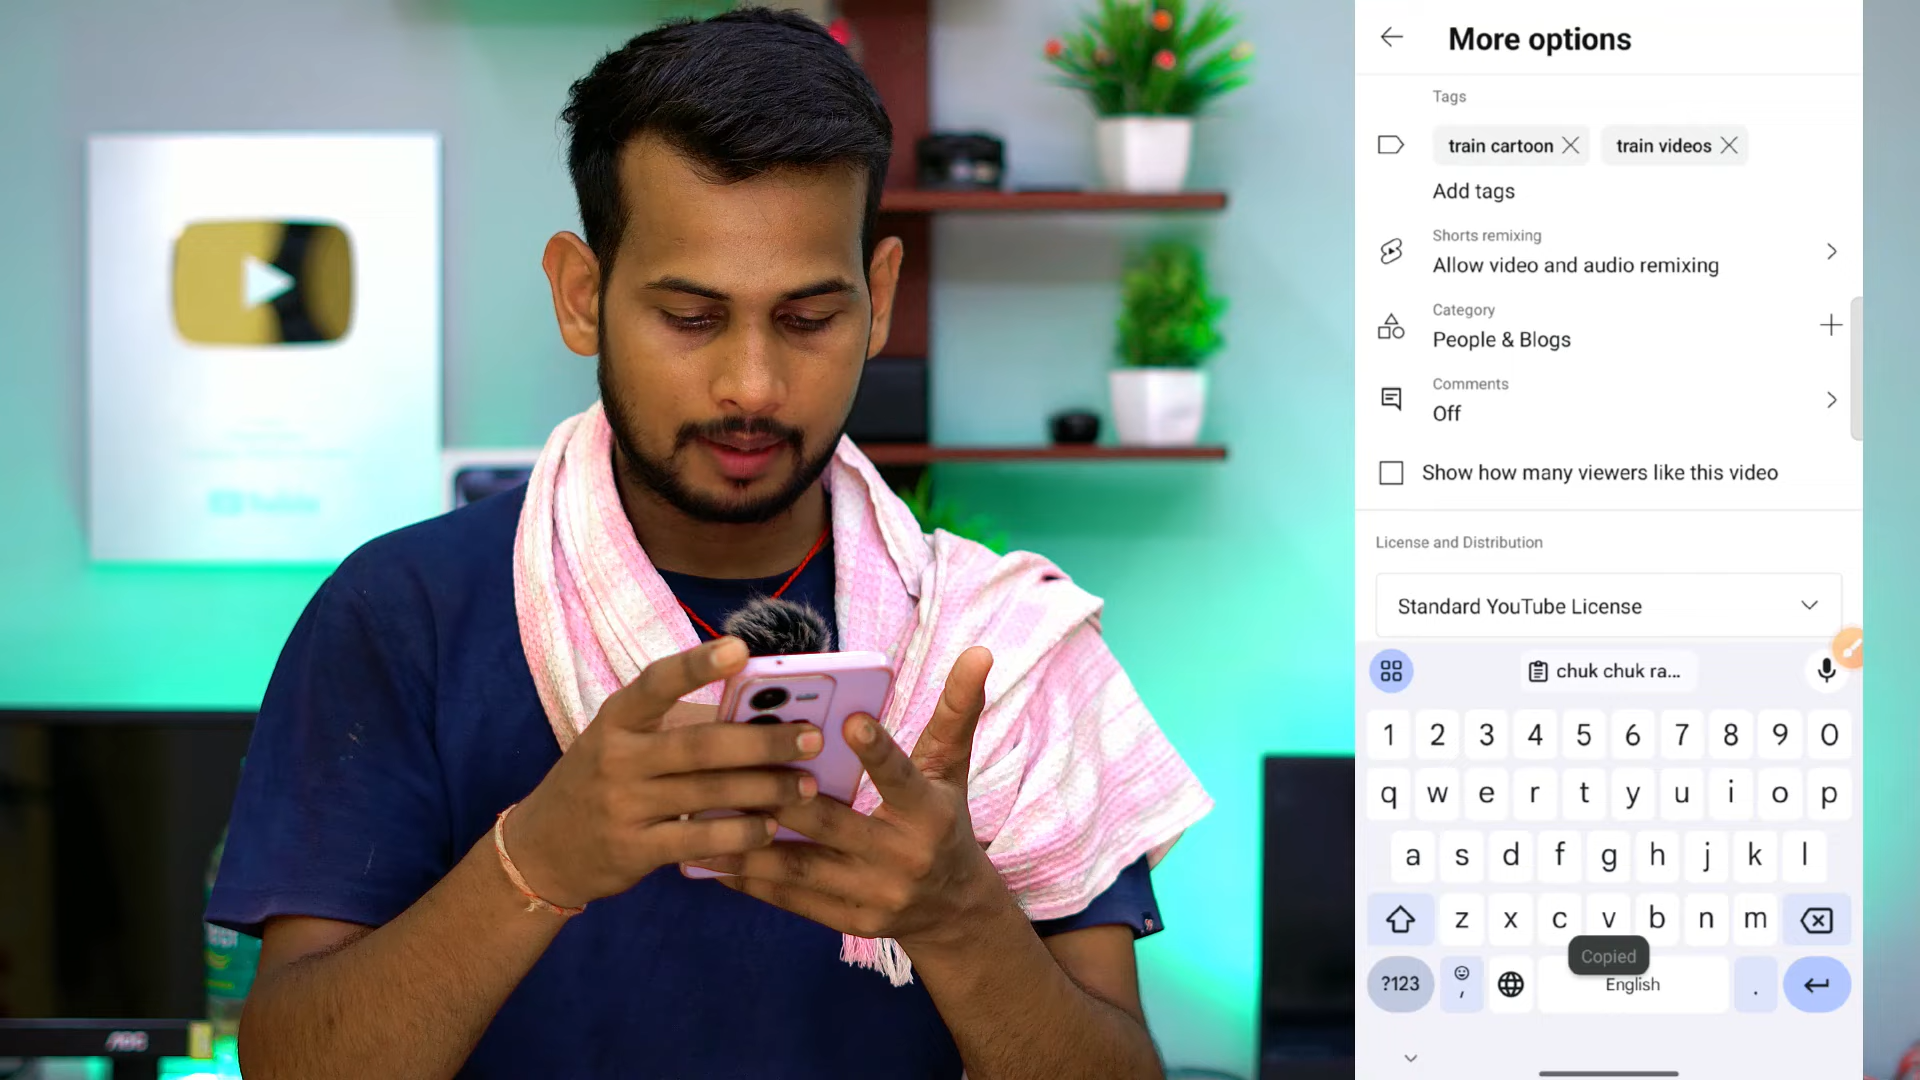 More options
Tags
train cartoon
train videos
Add tags
Shorts remixing
Allow video and audio remixing
Category
People & Blogs
Comments
Off
Show how many viewers like this video
License and Distribution
Standard YouTube License
chuk chuk ra...
1 2 3 4 5 6 7 8 9 0
q w e r t y u i o p
a s d f g h j k l
z x c v b n m
Copied
?123 , English .
AOC